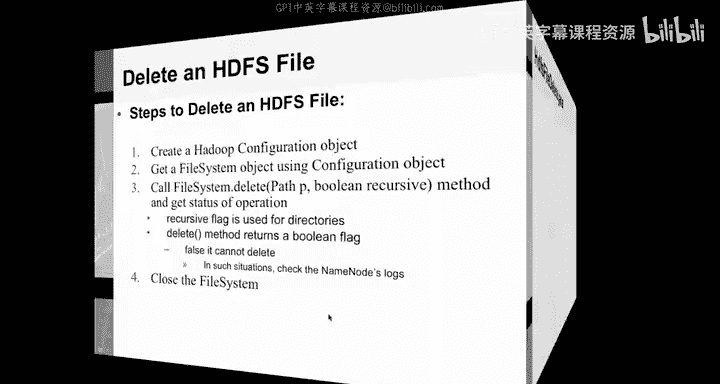 GPT中英字幕课程资源@bilibili.com
英字幕课程资源 bilibili
Delete an HDFS File
• Steps to Delete an HDFS File:
1. Create a Hadoop Configuration object
2. Get a FileSystem object using Configuration object
3. Call FileSystem.delete(Path p, boolean recursive) method
and get status of operation
• recursive flag is used for directories
• delete() method returns a boolean flag
– false it cannot delete
» In such situations, check the NameNode's logs
4. Close the FileSystem